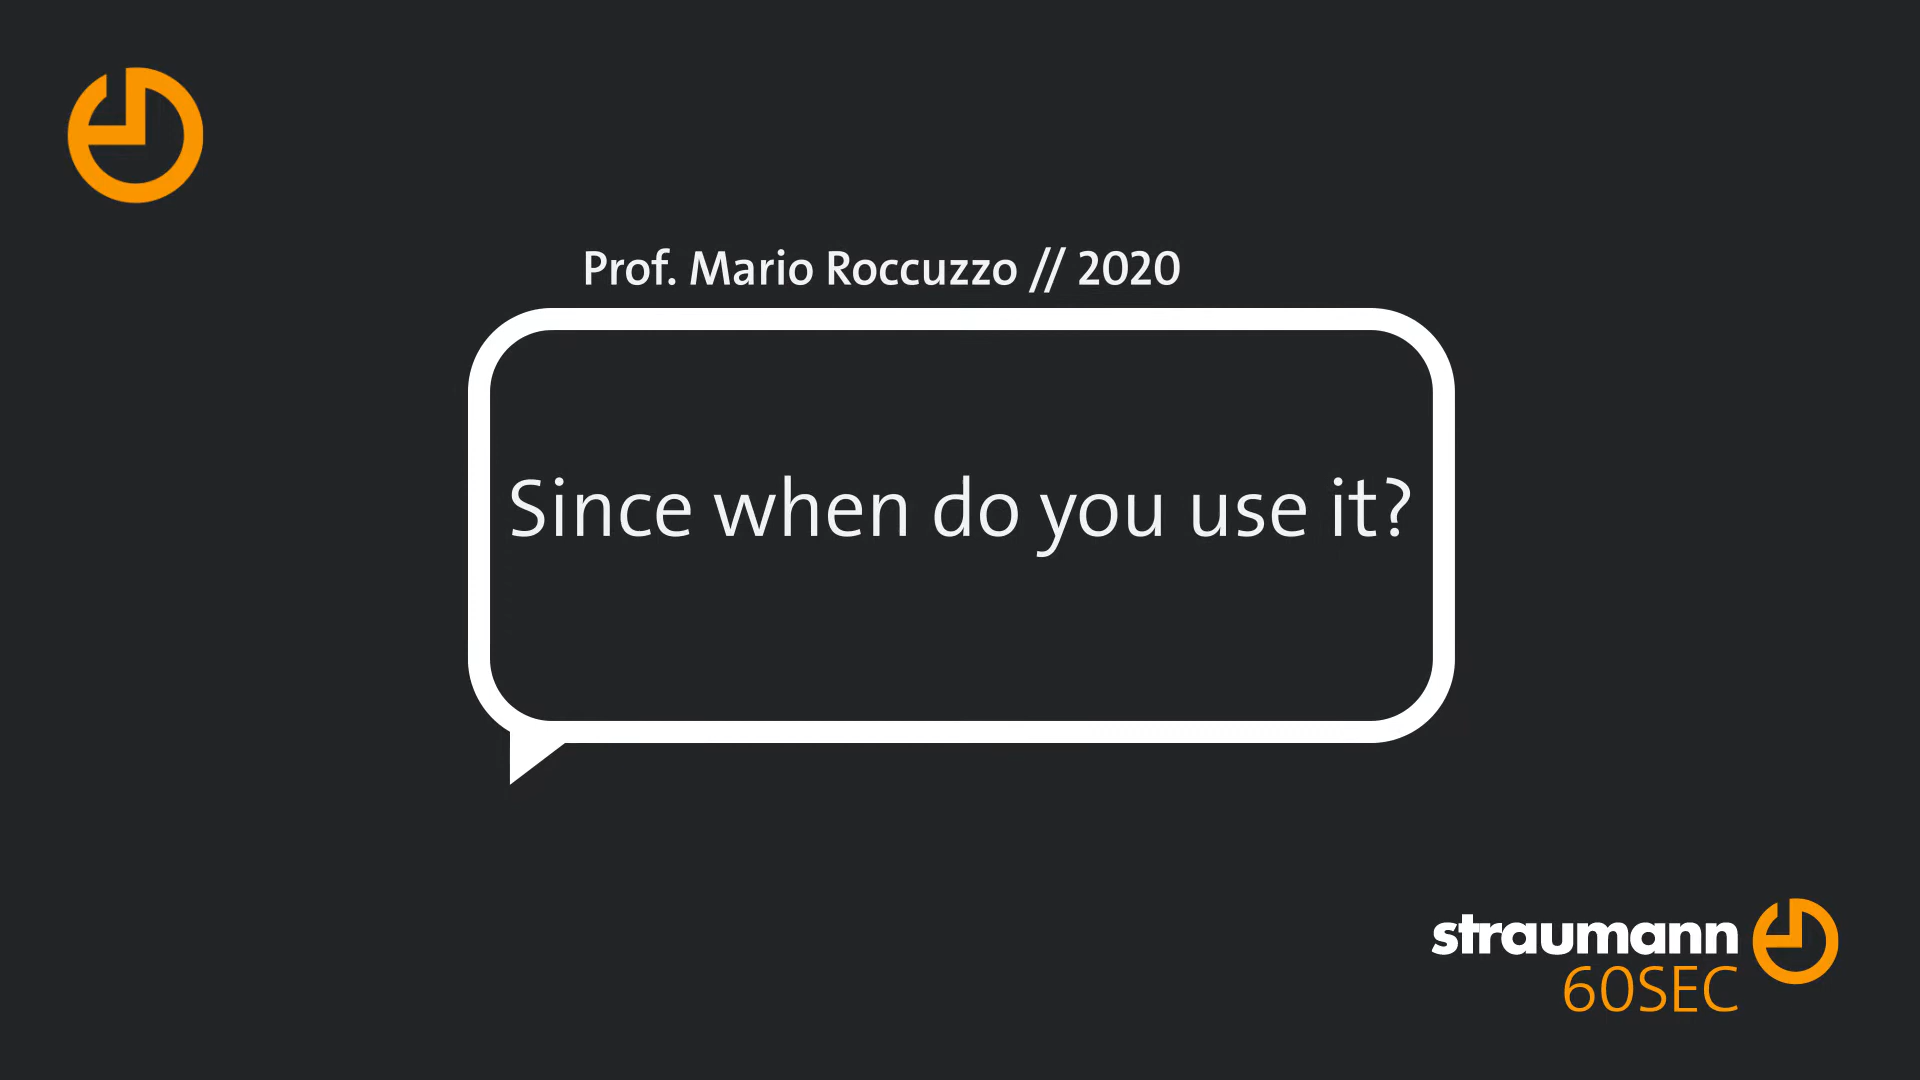 Prof. Mario Roccuzzo // 2020
Since when do you use it?
straumann
60SEC